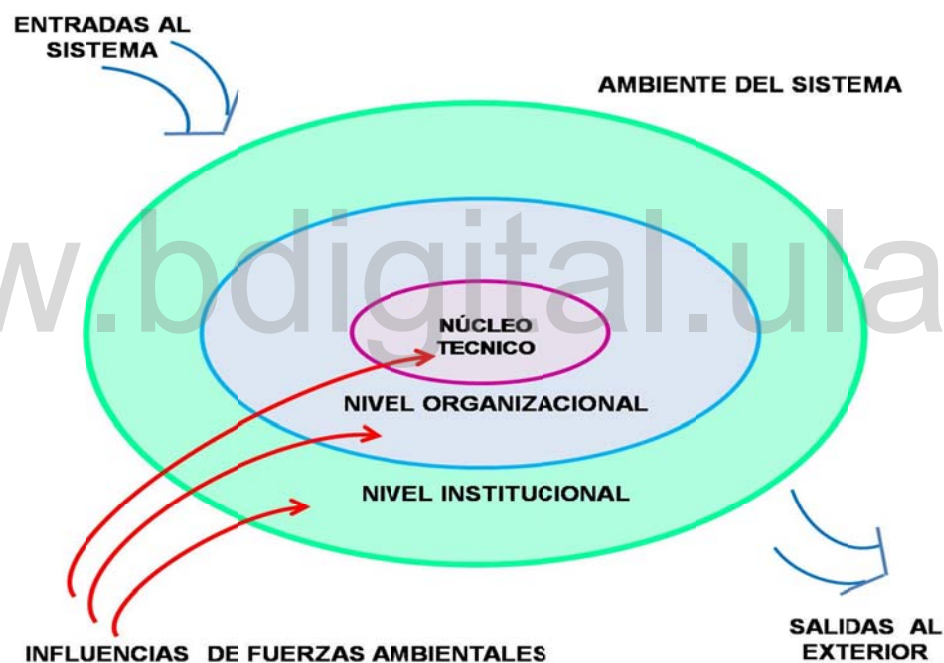 ENTRADAS AL
SISTEMA
AMBIENTE DEL SISTEMA
w.bdigital.ula
NÚCLEO
TECNICO
NIVEL ORGANIZACIONAL
NIVEL INSTITUCIONAL
INFLUENCIAS DE FUERZAS AMBIENTALES
SALIDAS AL
EXTERIOR